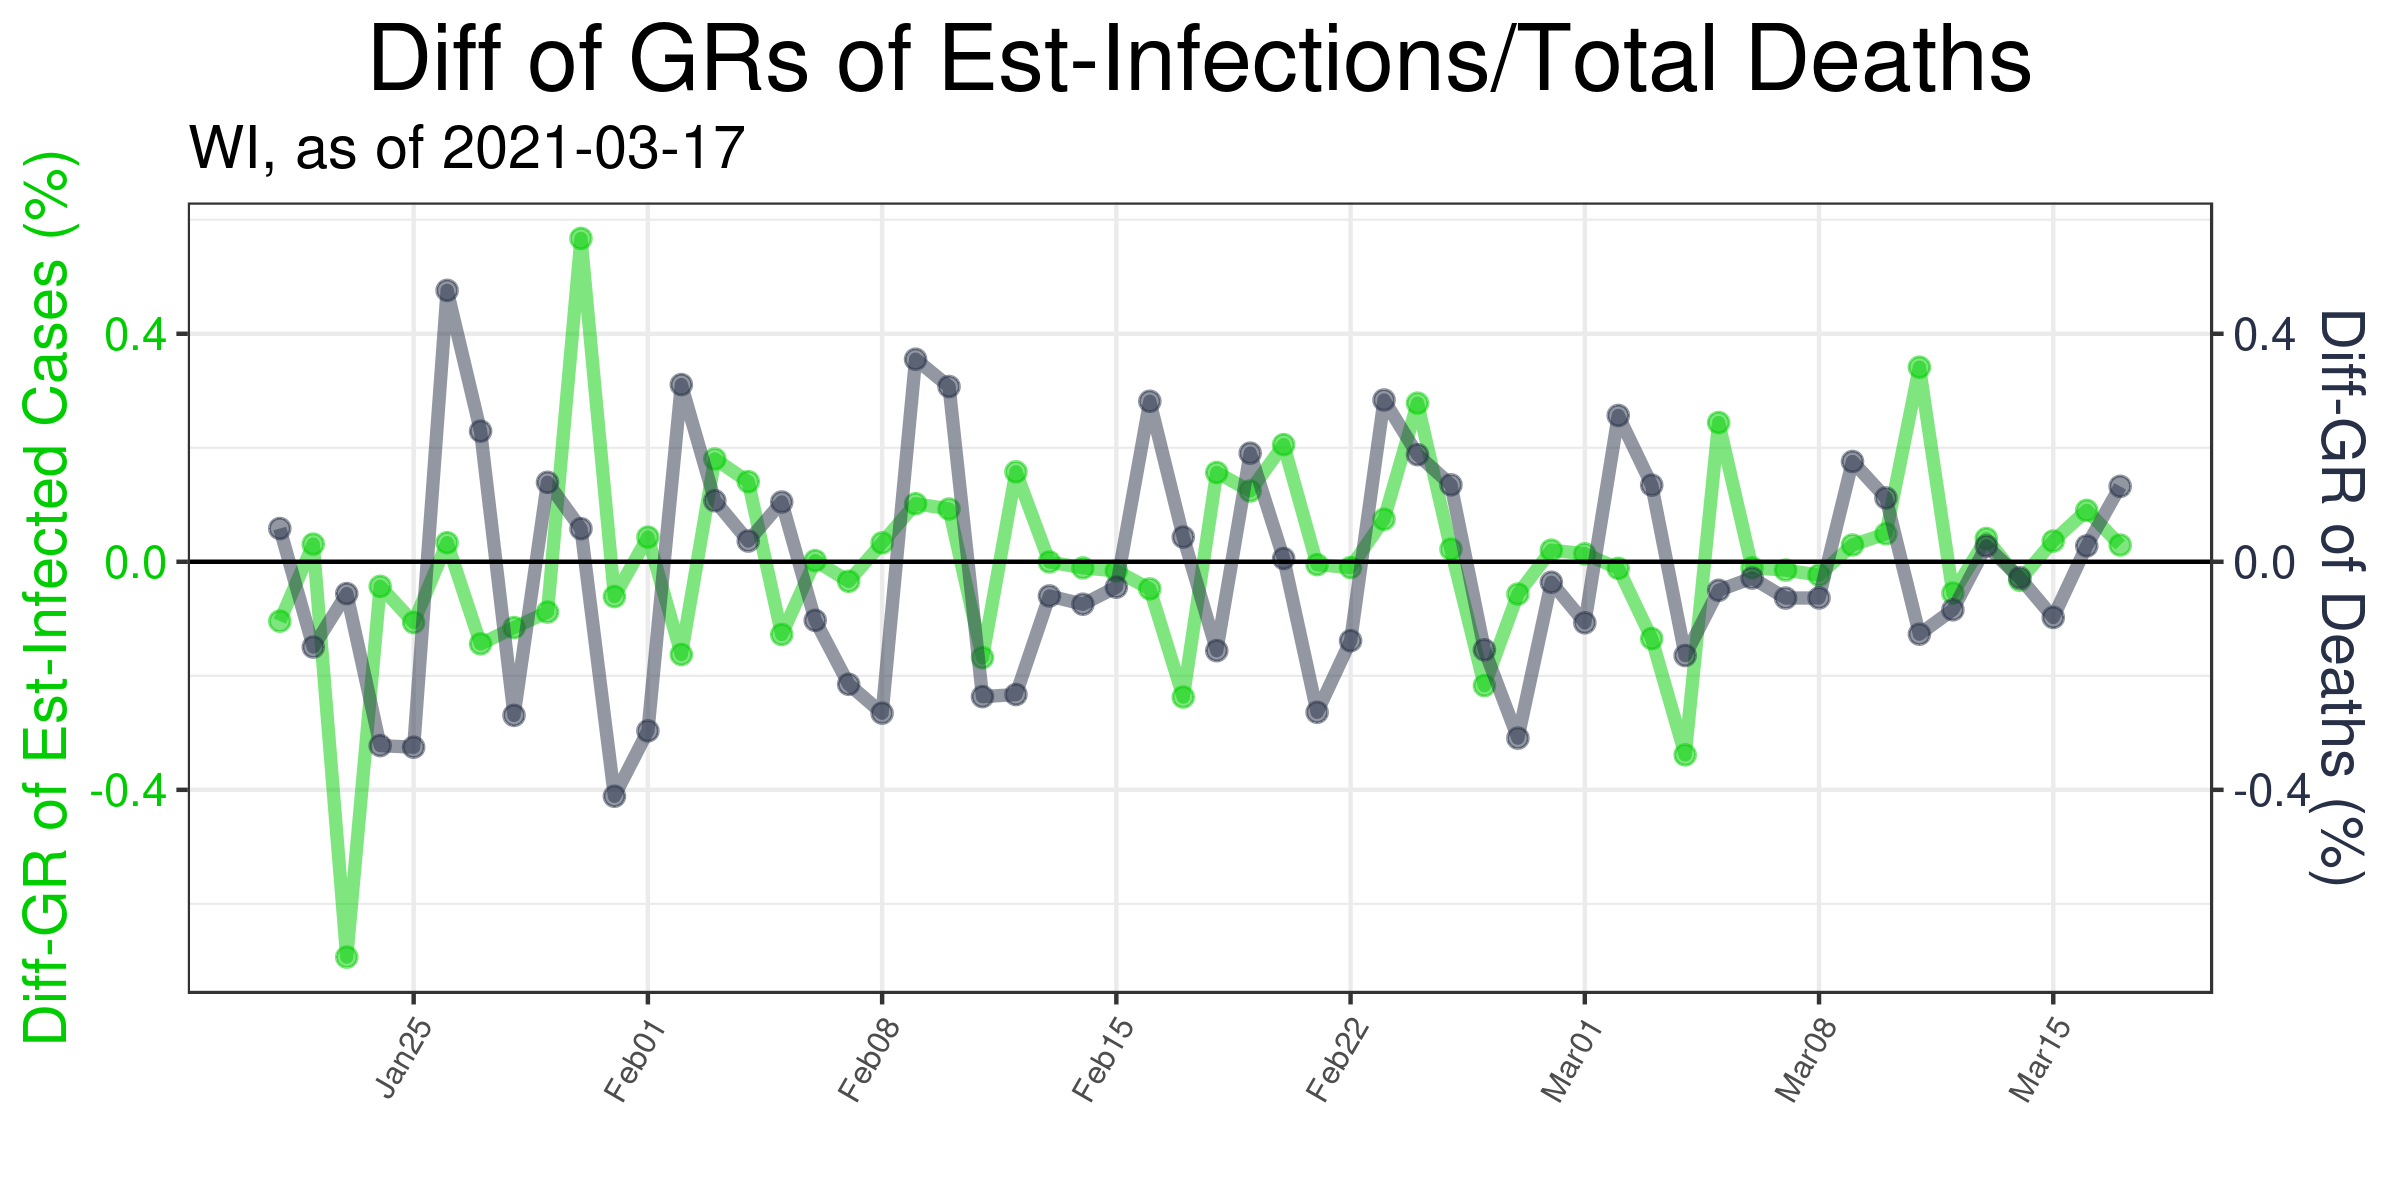 Diff of GRs of Est-Infections/Total Deaths
WI, as of 2021-03-17
Diff-GR of Est-Infected Cases (%)
0.4
0.0
-0.4
0.4
0.0
-0.4
Diff-GR of Deaths (%)
Jan25
Feb01
Feb08
Feb15
Feb22
Mar01
Mar08
Mar15